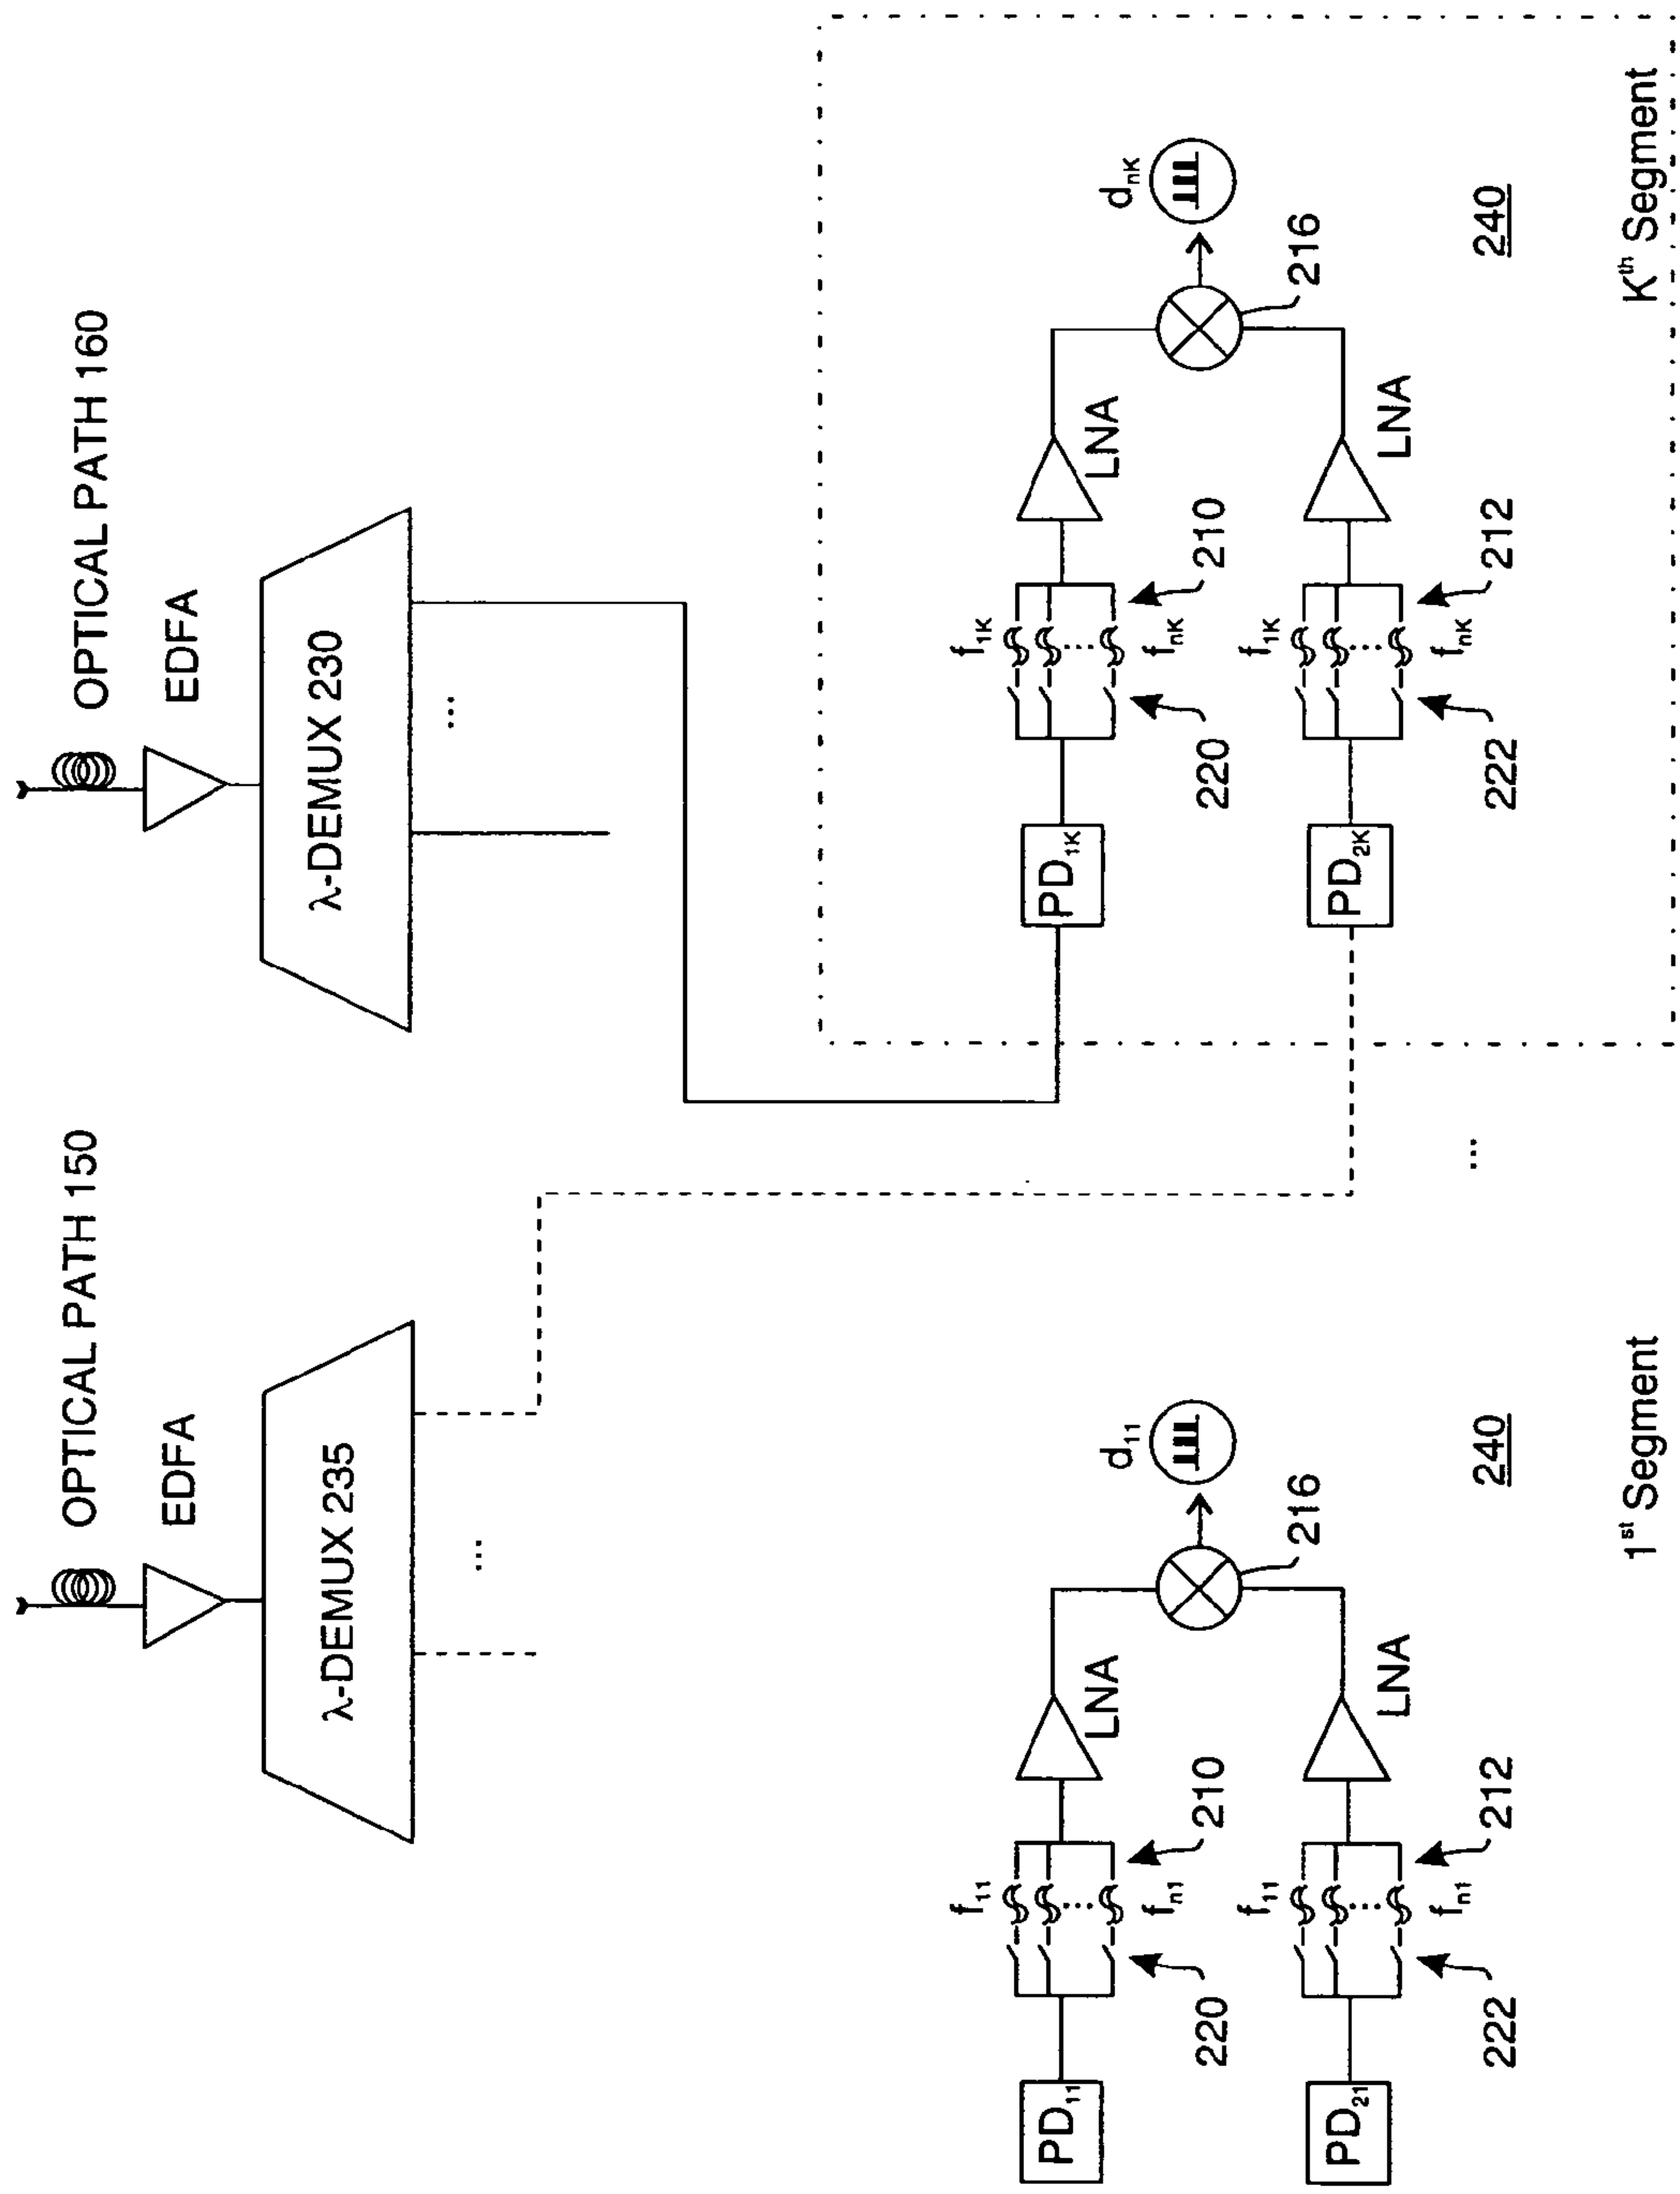 OPTICAL PATH 150
EDFA
λ-DEMUX 235
...
OPTICAL PATH 160
EDFA
λ-DEMUX 230
...
PD11
220
f11
...
fn1
210
LNA
PD21
222
f11
...
fn1
212
LNA
216
d11
240
1st Segment
...
PD1K
220
f1K
...
fnK
210
LNA
PD2K
222
f1K
...
fnK
212
LNA
216
dnK
240
Kth Segment